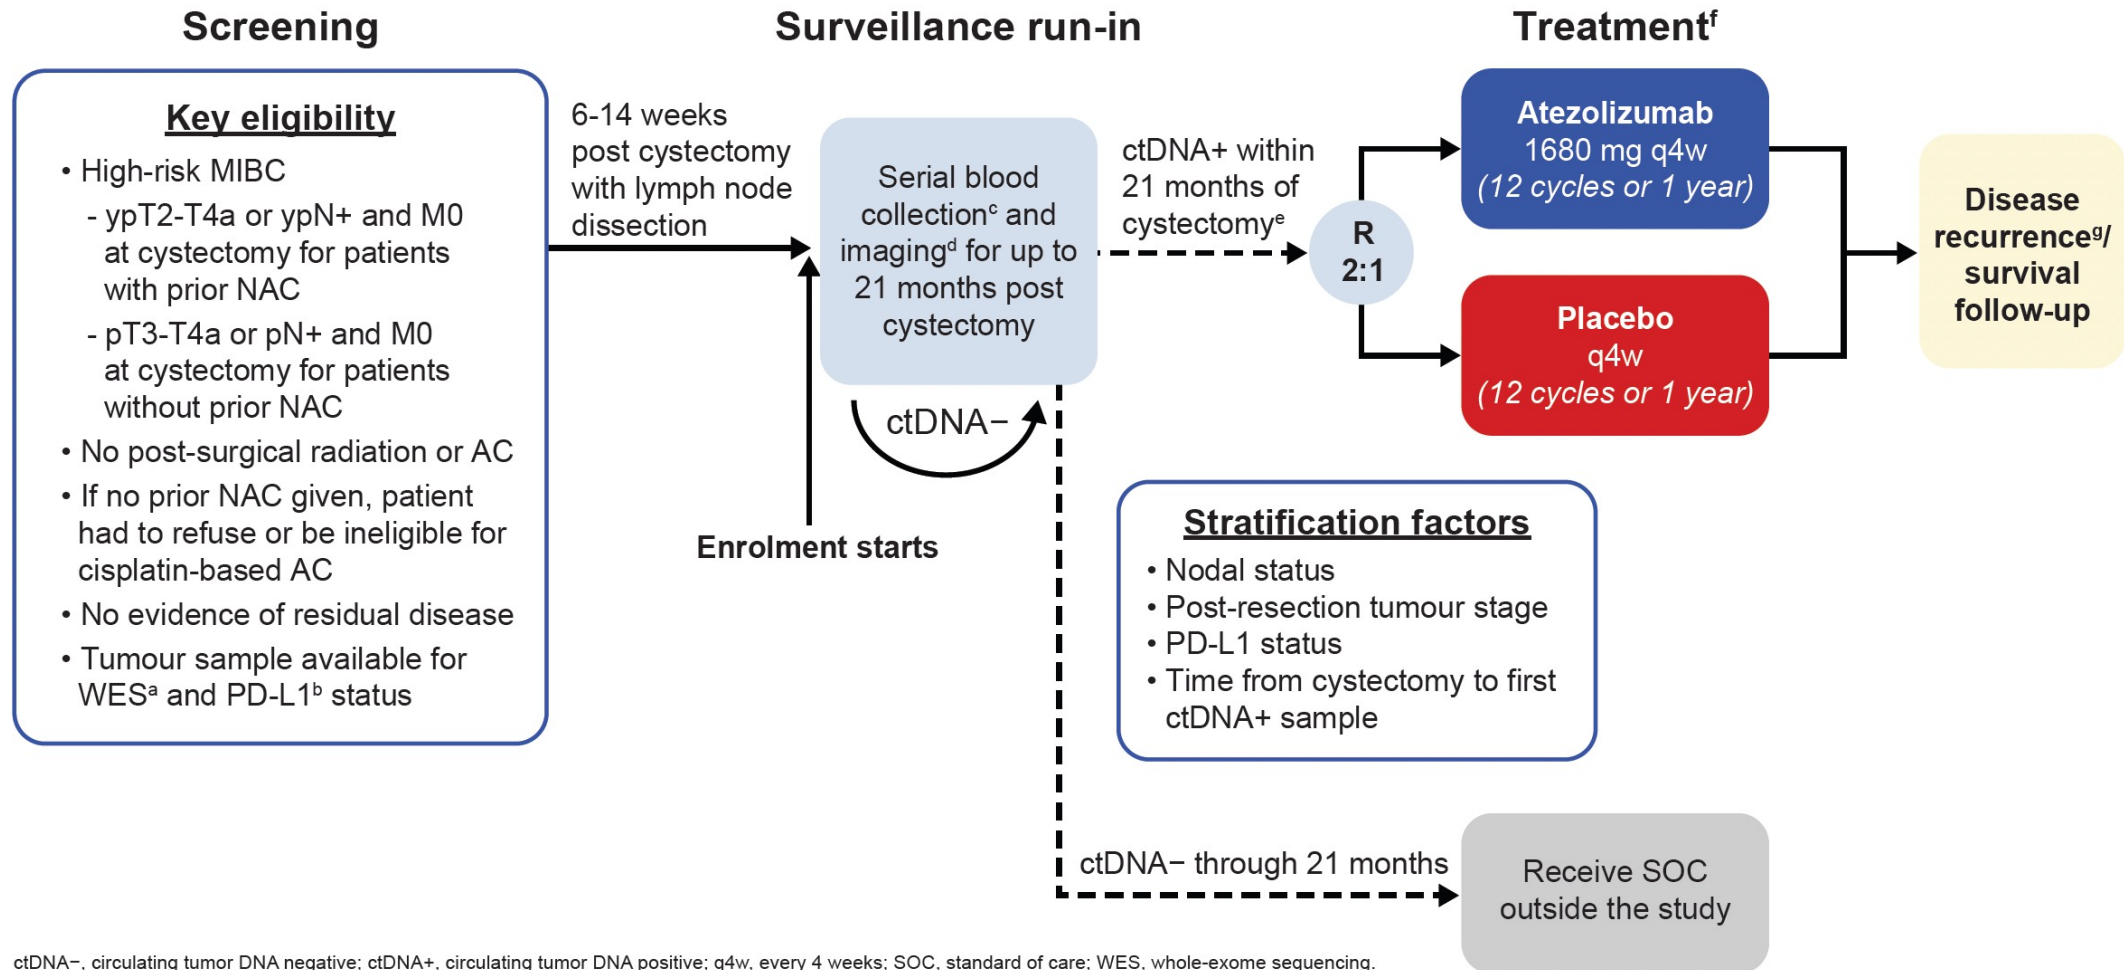 Screening
Surveillance run-in
Treatmentᶠ
Key eligibility
• High-risk MIBC
- ypT2-T4a or ypN+ and M0
at cystectomy for patients
with prior NAC
- pT3-T4a or pN+ and M0
at cystectomy for patients
without prior NAC
• No post-surgical radiation or AC
• If no prior NAC given, patient
had to refuse or be ineligible for
cisplatin-based AC
• No evidence of residual disease
• Tumour sample available for
WESᵃ and PD-L1ᵇ status
6-14 weeks
post cystectomy
with lymph node
dissection
Enrolment starts
Serial blood
collectionᶜ and
imagingᵈ for up to
21 months post
cystectomy
ctDNA−
ctDNA+ within
21 months of
cystectomyᵉ
R
2:1
Atezolizumab
1680 mg q4w
(12 cycles or 1 year)
Placebo
q4w
(12 cycles or 1 year)
Disease
recurrenceᵍ/
survival
follow-up
Stratification factors
• Nodal status
• Post-resection tumour stage
• PD-L1 status
• Time from cystectomy to first
ctDNA+ sample
ctDNA− through 21 months
Receive SOC
outside the study
ctDNA−, circulating tumor DNA negative; ctDNA+, circulating tumor DNA positive; q4w, every 4 weeks; SOC, standard of care; WES, whole-exome sequencing.